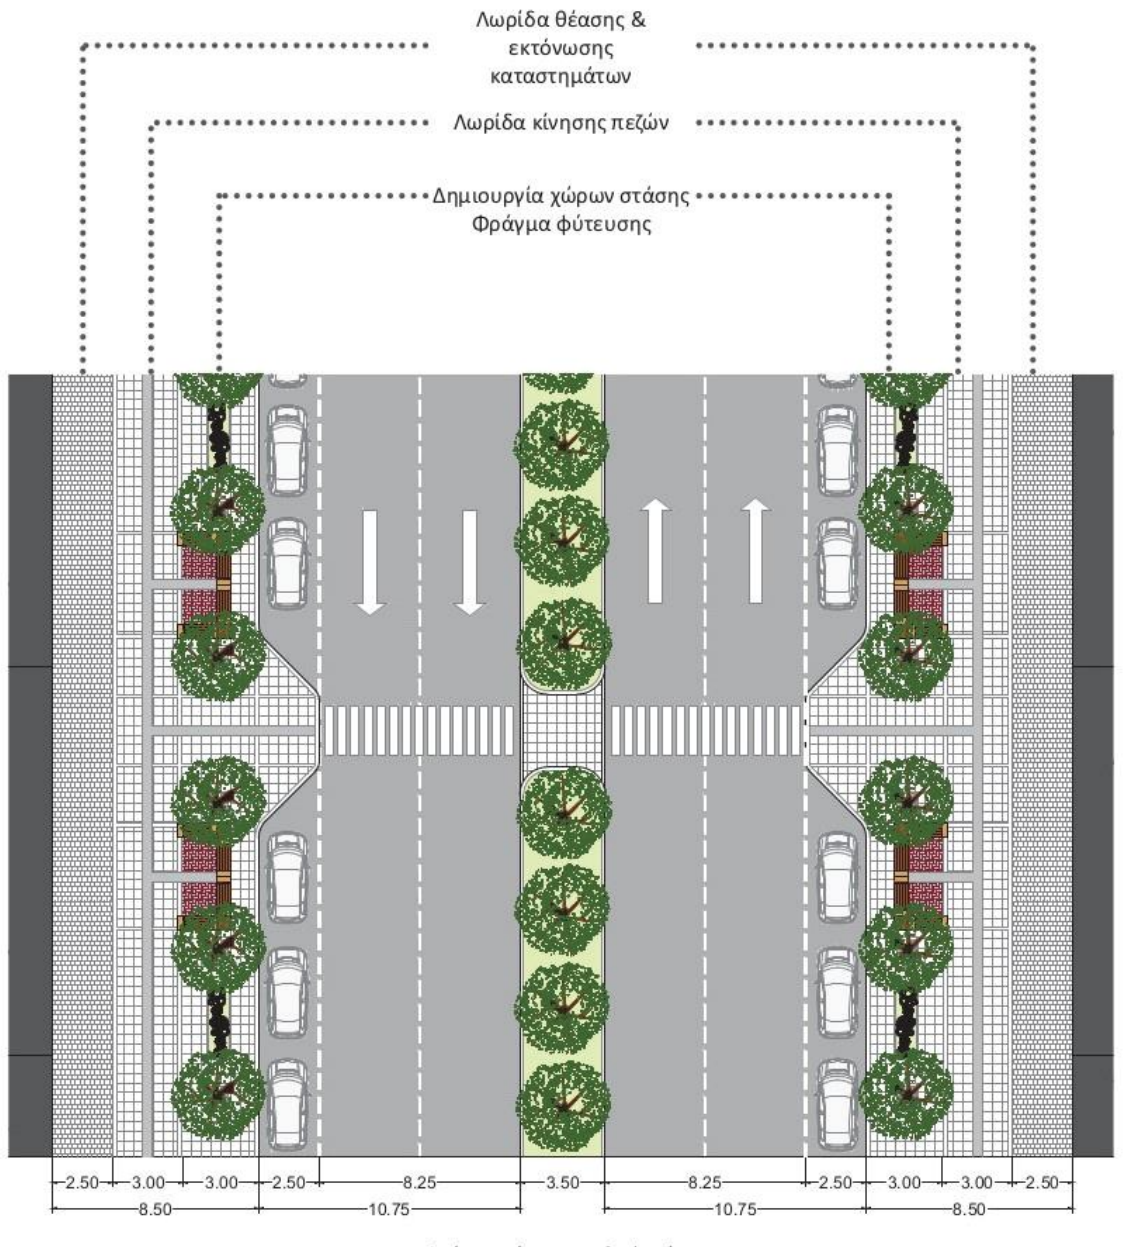 Λωρίδα θέασης &
εκτόνωσης
καταστημάτων
Λωρίδα κίνησης πεζών
Δημιουργία χώρων στάσης
Φράγμα φύτευσης
2.50 3.00 3.00 2.50 8.25 3.50 8.25 2.50 3.00 3.00 2.50
8.50 10.75 10.75 8.50